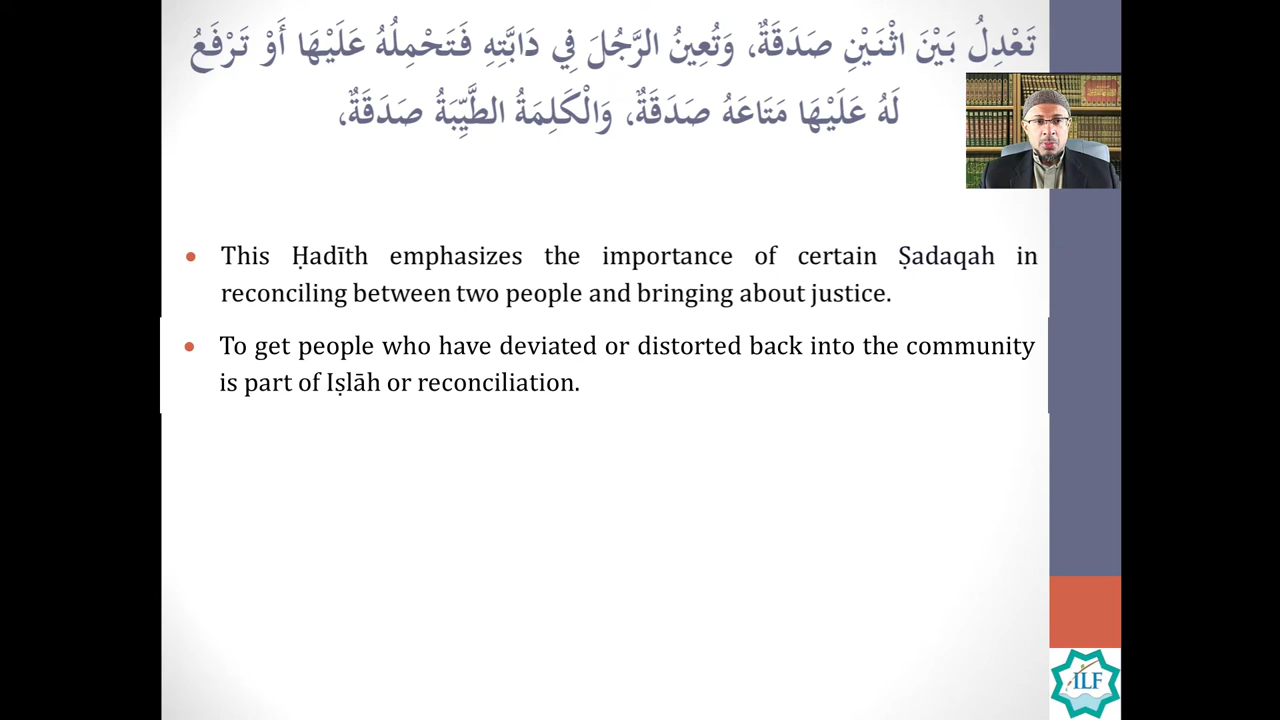 تَعْدِلُ بَيْنَ اثْنَيْنِ صَدَقَةٌ، وَتُعِينُ الرَّجُلَ فِي دَابَّتِهِ فَتَحْمِلُهُ عَلَيْهَا أَوْ تَرْفَعُ
لَهُ عَلَيْهَا مَتَاعَهُ صَدَقَةٌ، وَالْكَلِمَةُ الطَّيِّبَةُ صَدَقَةٌ،
• This Ḥadīth emphasizes the importance of certain Ṣadaqah in
reconciling between two people and bringing about justice.
• To get people who have deviated or distorted back into the community
is part of Iṣlāh or reconciliation.
ILF